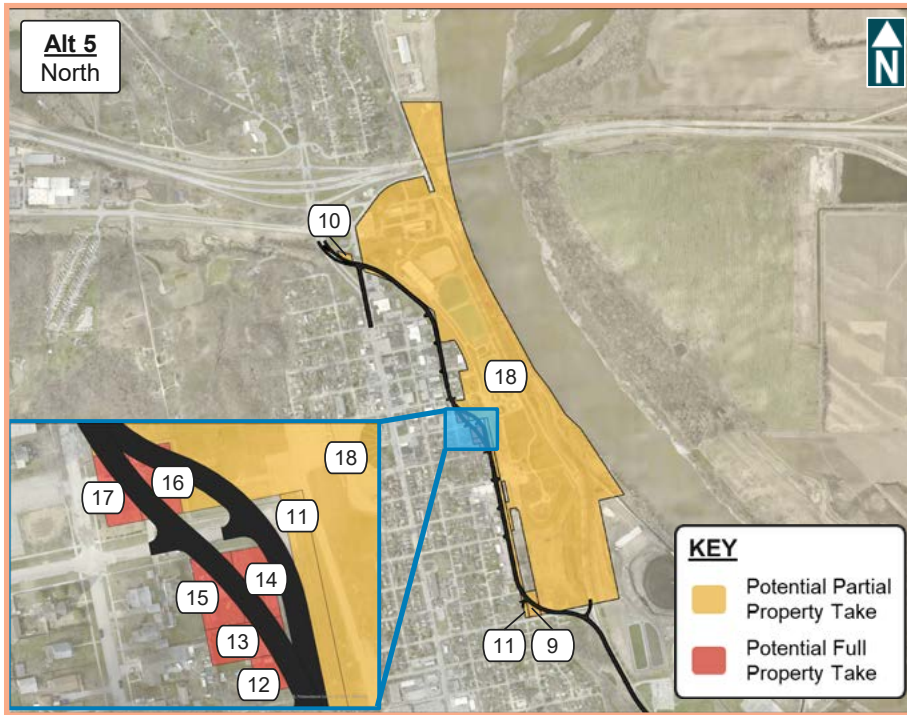 Alt 5
North
N
10
18
18
17
16
11
14
15
13
12
11
9
KEY
Potential Partial
Property Take
Potential Full
Property Take